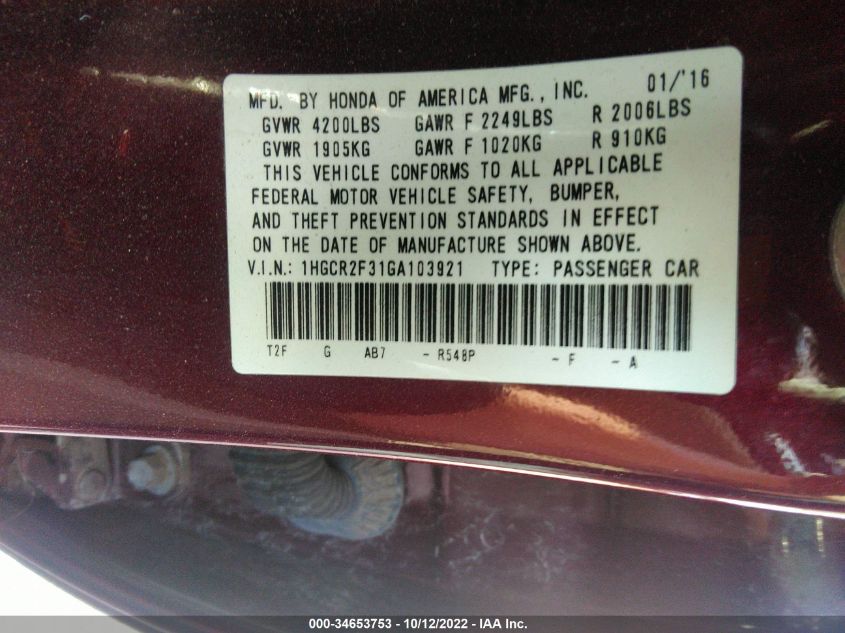 MFD. BY HONDA OF AMERICA MFG., INC. 01/'16
GVWR 4200LBS GAWR F 2249LBS R 2006LBS
GVWR 1905KG GAWR F 1020KG R 910KG
THIS VEHICLE CONFORMS TO ALL APPLICABLE
FEDERAL MOTOR VEHICLE SAFETY, BUMPER,
AND THEFT PREVENTION STANDARDS IN EFFECT
ON THE DATE OF MANUFACTURE SHOWN ABOVE.
V.I.N.: 1HGCR2F31GA103921 TYPE: PASSENGER CAR
T2F G AB7 - R548P - F - A
000-34653753 - 10/12/2022 - IAA Inc.